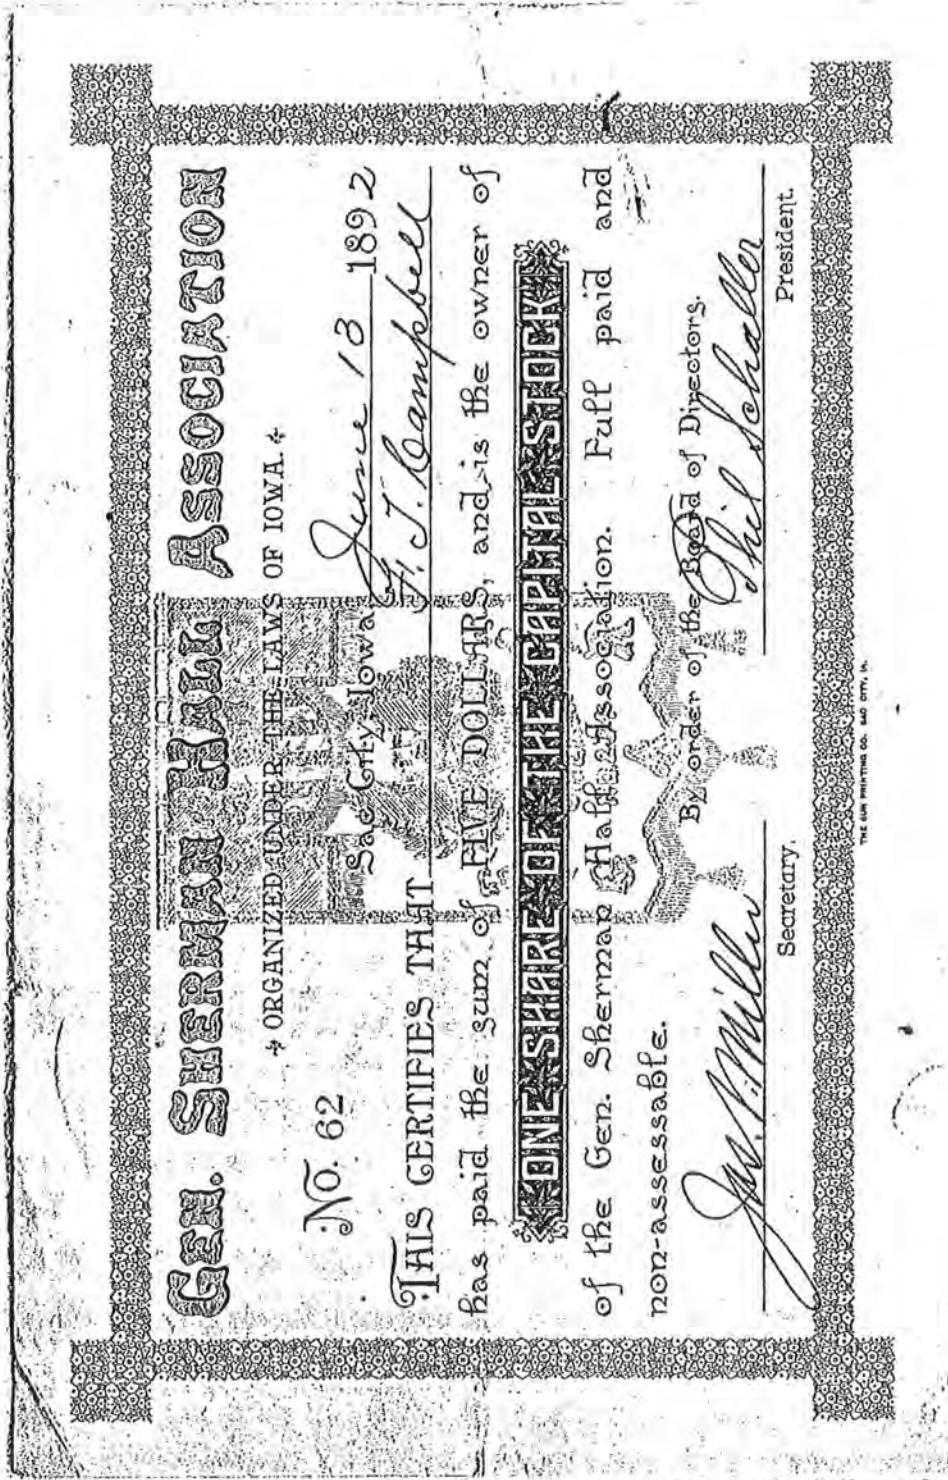 GEN. SHERMAN HALL ASSOCIATION
ORGANIZED UNDER THE LAWS OF IOWA.
No. 62 Sac City, Iowa, June 13 1892
THIS CERTIFIES THAT F. J. Campbell
has paid the sum of FIVE DOLLARS, and is the owner of
ONE SHARE OF THE CAPITAL STOCK
of the Gen. Sherman Hall Association. Full paid and
non-assessable.
By order of the Board of Directors.
Phil Schaller
Secretary. President.
THE SUN PRINTING CO. SAC CITY, IA.